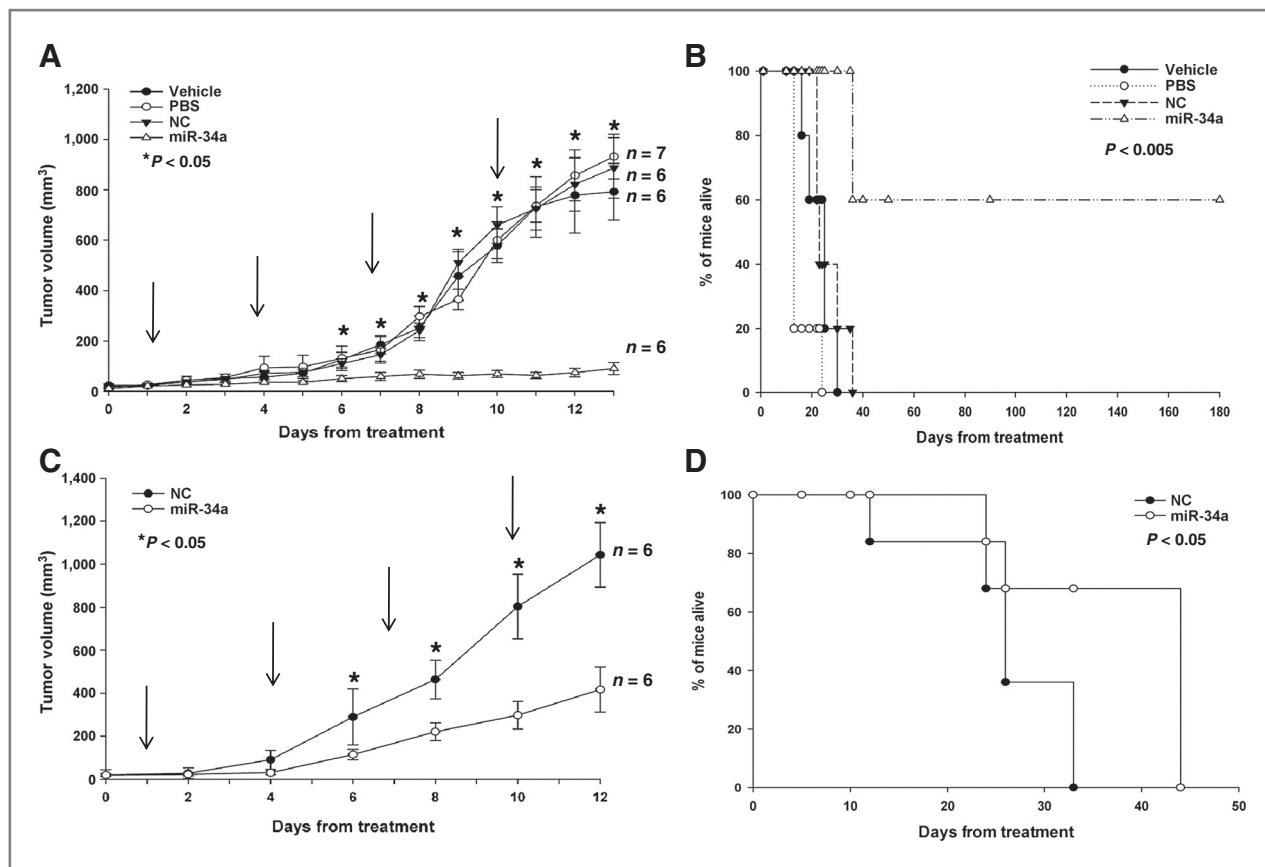 A
Vehicle
PBS
NC
miR-34a
*P < 0.05
Tumor volume (mm³)
1,200
1,000
800
600
400
200
0
* * * * * * * *
n = 7
n = 6
n = 6
n = 6
0 2 4 6 8 10 12
Days from treatment
B
Vehicle
PBS
NC
miR-34a
P < 0.005
% of mice alive
100
80
60
40
20
0
0 20 40 60 80 100 120 140 160 180
Days from treatment
C
NC
miR-34a
*P < 0.05
Tumor volume (mm³)
1,400
1,200
1,000
800
600
400
200
0
* * * *
n = 6
n = 6
0 2 4 6 8 10 12
Days from treatment
D
NC
miR-34a
P < 0.05
% of mice alive
100
80
60
40
20
0
0 10 20 30 40 50
Days from treatment